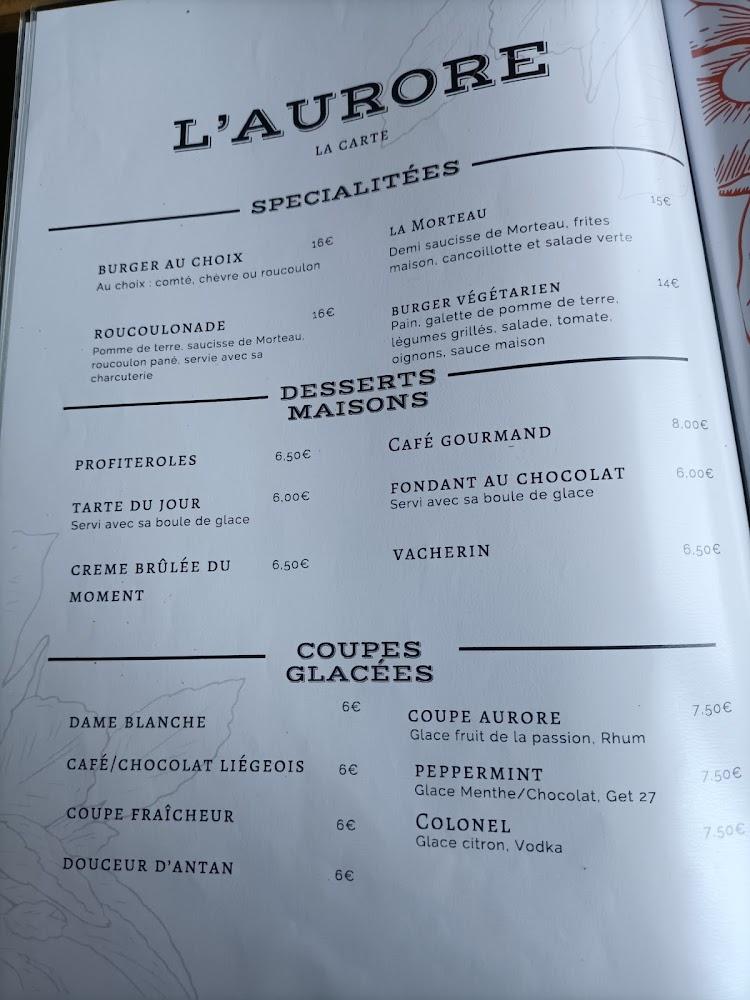 L'AURORE
LA CARTE
SPECIALITÉES
BURGER AU CHOIX 16€
Au choix : comté, chèvre ou roucoulon
ROUCOULONADE 16€
Pomme de terre, saucisse de Morteau,
roucoulon pané, servie avec sa
charcuterie
LA MORTEAU 15€
Demi saucisse de Morteau, frites
maison, cancoillotte et salade verte
BURGER VÉGÉTARIEN 14€
Pain, galette de pomme de terre,
légumes grillés, salade, tomate,
oignons, sauce maison
DESSERTS
MAISONS
PROFITEROLES 6,50€
TARTE DU JOUR 6,00€
Servi avec sa boule de glace
CREME BRÛLÉE DU 6,50€
MOMENT
CAFÉ GOURMAND 8,00€
FONDANT AU CHOCOLAT 6,00€
Servi avec sa boule de glace
VACHERIN 6,50€
COUPES
GLACÉES
DAME BLANCHE 6€
CAFÉ/CHOCOLAT LIÉGEOIS 6€
COUPE FRAÎCHEUR 6€
DOUCEUR D'ANTAN 6€
COUPE AURORE 7,50€
Glace fruit de la passion, Rhum
PEPPERMINT 7,50€
Glace Menthe/Chocolat, Get 27
COLONEL 7,50€
Glace citron, Vodka